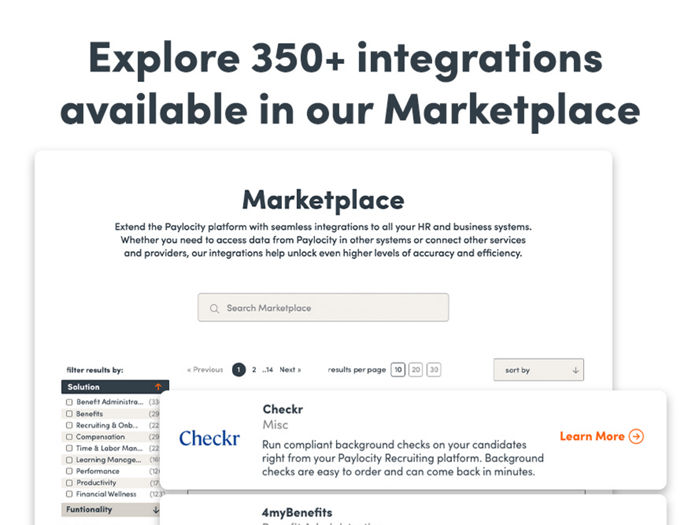 Explore 350+ integrations
available in our Marketplace
Marketplace
Extend the Paylocity platform with seamless integrations to all your HR and business systems.
Whether you need to access data from Paylocity in other systems or connect other services
and providers, our integrations help unlock even higher levels of accuracy and efficiency.
Search Marketplace
filter results by:
« Previous 1 2 ..14 Next »
results per page 10 20 30
sort by
Solution
Benefit Administra... (33
Benefits (29
Recruiting & Onb... (22
Compensation (29
Time & Labor Man... (22
Learning Manage... (16
Performance (12
Productivity (17
Financial Wellness (123
Funtionality
Checkr
Checkr
Misc
Run compliant background checks on your candidates
right from your Paylocity Recruiting platform. Background
checks are easy to order and can come back in minutes.
Learn More
4myBenefits